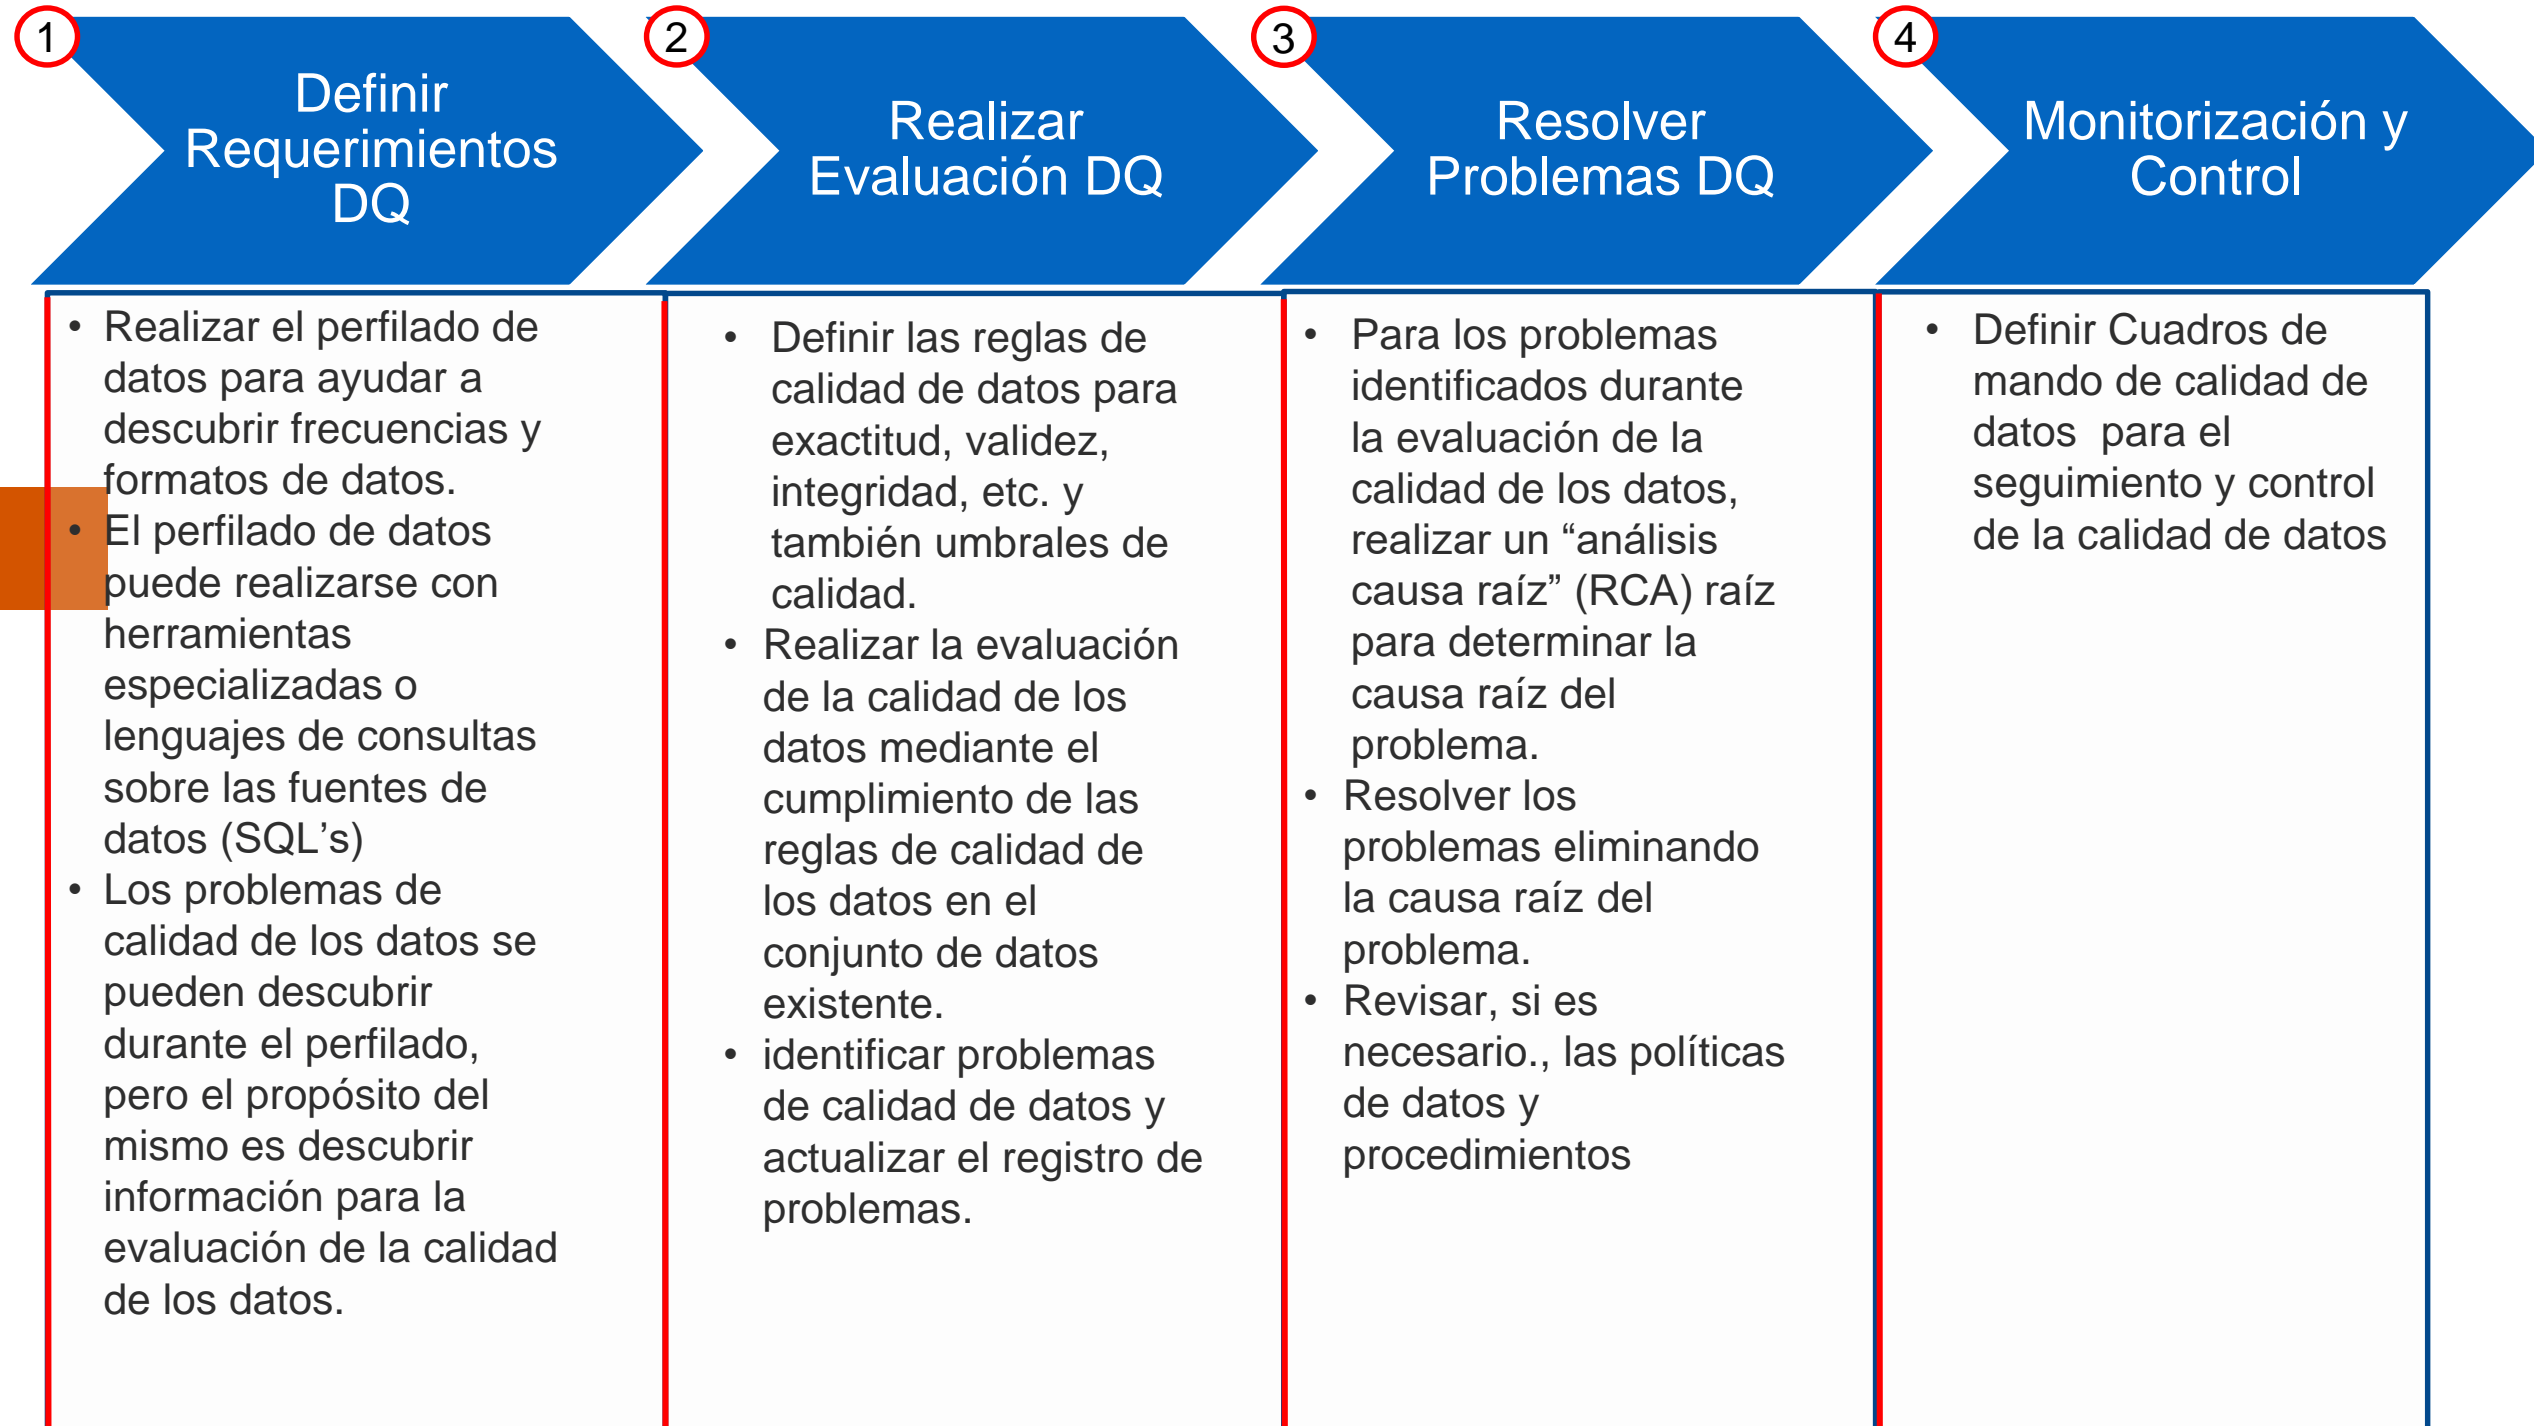 1
Definir
Requerimientos
DQ
2
Realizar
Evaluación DQ
3
Resolver
Problemas DQ
4
Monitorización y
Control
• Realizar el perfilado de
datos para ayudar a
descubrir frecuencias y
formatos de datos.
• El perfilado de datos
puede realizarse con
herramientas
especializadas o
lenguajes de consultas
sobre las fuentes de
datos (SQL’s)
• Los problemas de
calidad de los datos se
pueden descubrir
durante el perfilado,
pero el propósito del
mismo es descubrir
información para la
evaluación de la calidad
de los datos.
• Definir las reglas de
calidad de datos para
exactitud, validez,
integridad, etc. y
también umbrales de
calidad.
• Realizar la evaluación
de la calidad de los
datos mediante el
cumplimiento de las
reglas de calidad de
los datos en el
conjunto de datos
existente.
• identificar problemas
de calidad de datos y
actualizar el registro de
problemas.
• Para los problemas
identificados durante
la evaluación de la
calidad de los datos,
realizar un “análisis
causa raíz” (RCA) raíz
para determinar la
causa raíz del
problema.
• Resolver los
problemas eliminando
la causa raíz del
problema.
• Revisar, si es
necesario., las políticas
de datos y
procedimientos
• Definir Cuadros de
mando de calidad de
datos  para el
seguimiento y control
de la calidad de datos